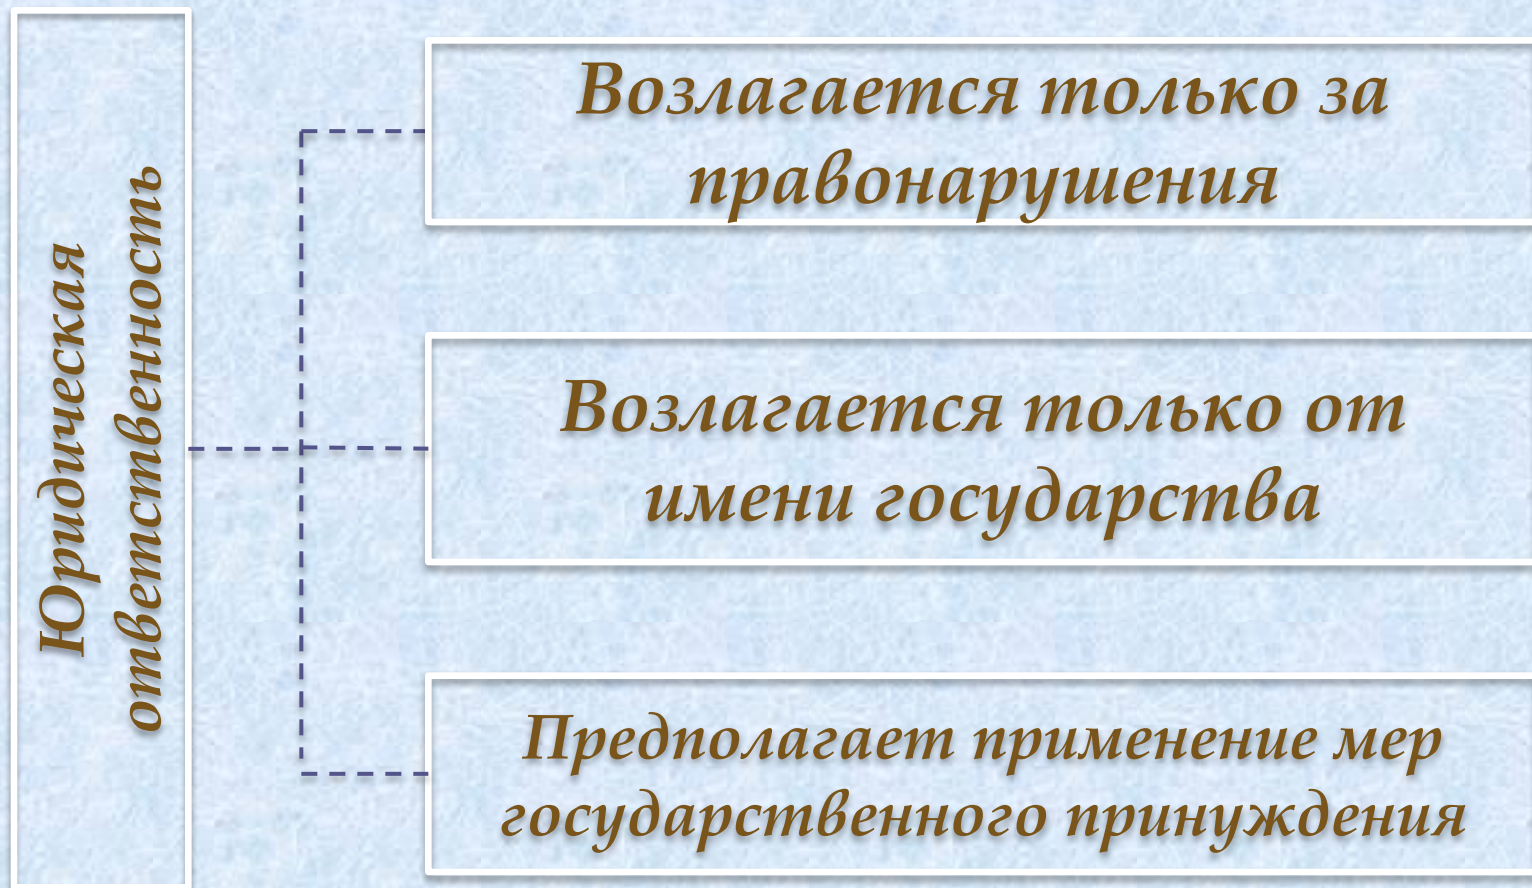 Юридическая
ответственность
Возлагается только за
правонарушения
Возлагается только от
имени государства
Предполагает применение мер
государственного принуждения